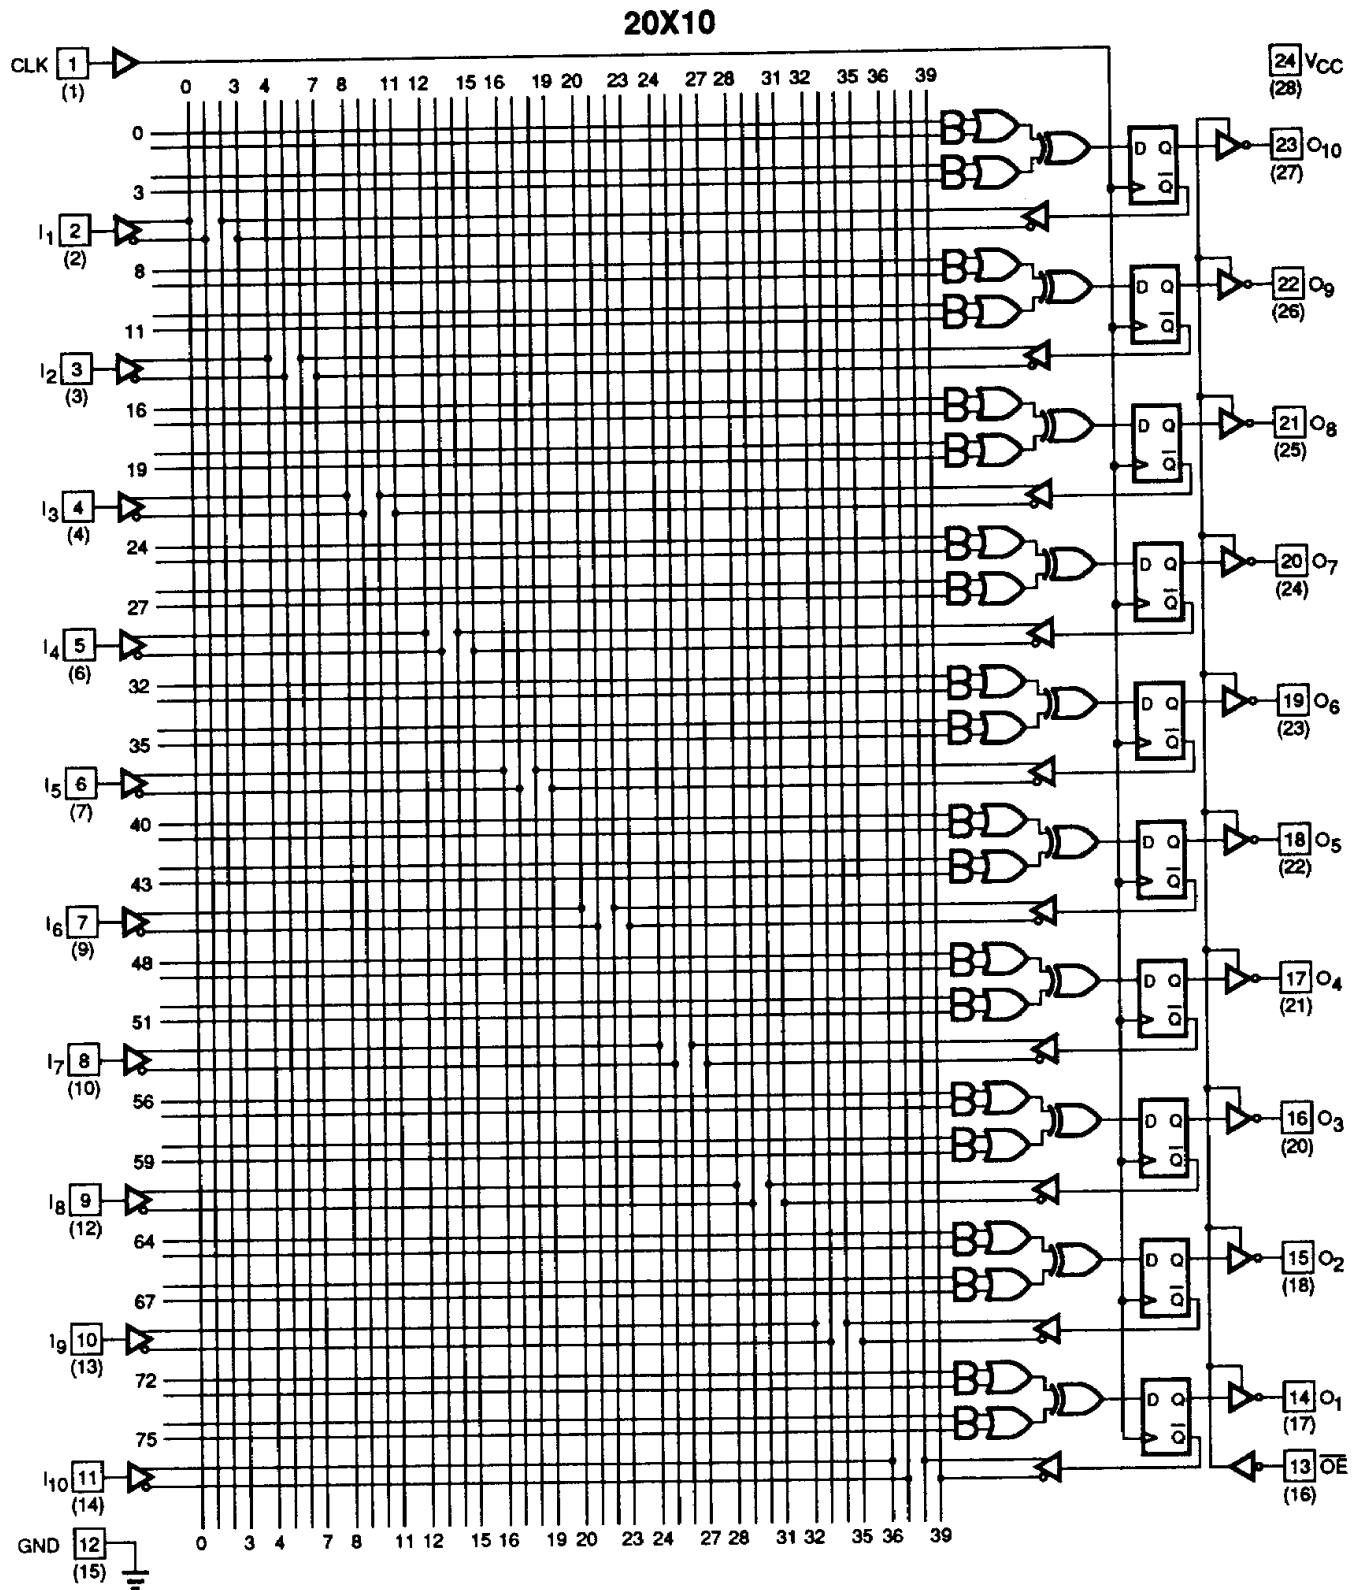 20X10
CLK 1 (1)
24 VCC (28)
0 3 4 7 8 11 12 15 16 19 20 23 24 27 28 31 32 35 36 39
0
D Q
23 O10 (27)
3
Q
I1 2 (2)
8
D Q
22 O9 (26)
11
Q
I2 3 (3)
16
D Q
21 O8 (25)
19
Q
I3 4 (4)
24
D Q
20 O7 (24)
27
Q
I4 5 (6)
32
D Q
19 O6 (23)
35
Q
I5 6 (7)
40
D Q
18 O5 (22)
43
Q
I6 7 (9)
48
D Q
17 O4 (21)
51
Q
I7 8 (10)
56
D Q
16 O3 (20)
59
Q
I8 9 (12)
64
D Q
15 O2 (18)
67
Q
I9 10 (13)
72
D Q
14 O1 (17)
75
Q
I10 11 (14)
13 OE (16)
0 3 4 7 8 11 12 15 16 19 20 23 24 27 28 31 32 35 36 39
GND 12 (15)